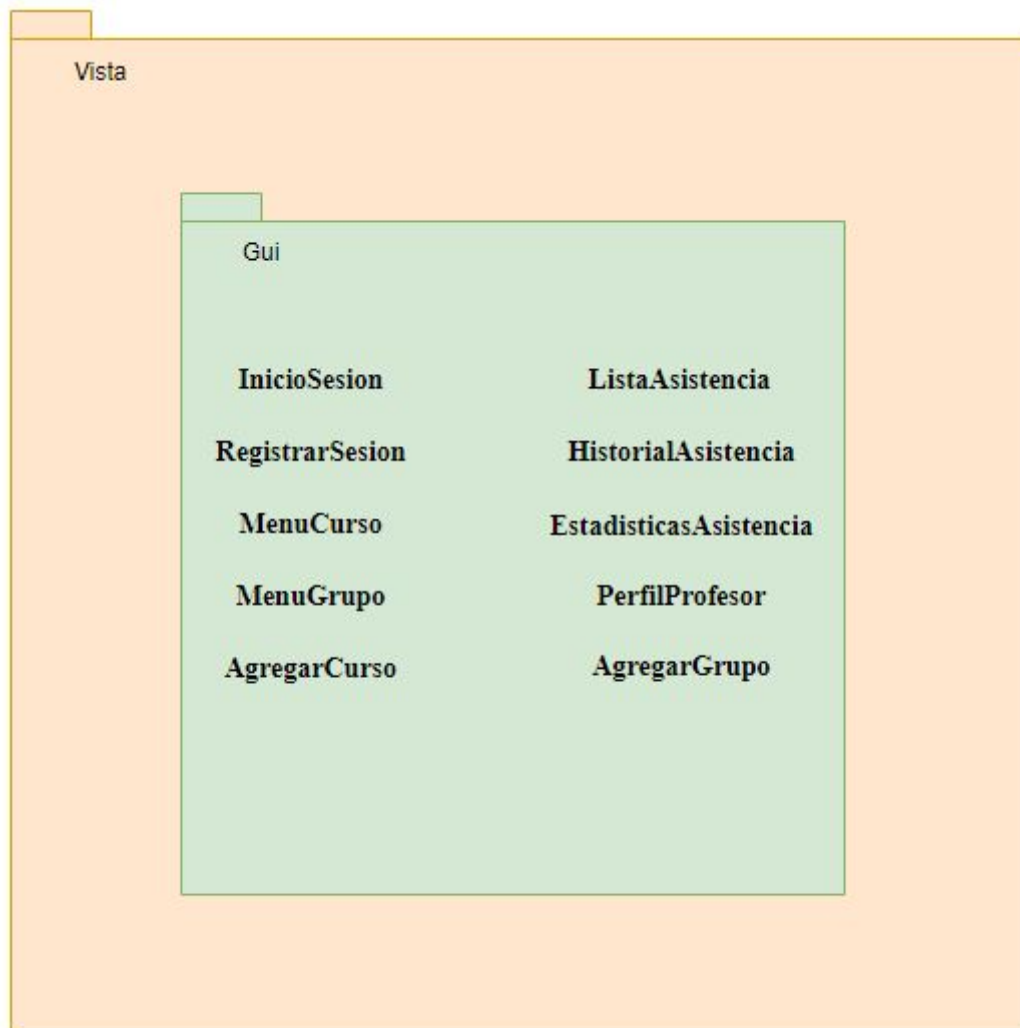 Vista
Gui
InicioSesion
RegistrarSesion
MenuCurso
MenuGrupo
AgregarCurso
ListaAsistencia
HistorialAsistencia
EstadisticasAsistencia
PerfilProfesor
AgregarGrupo